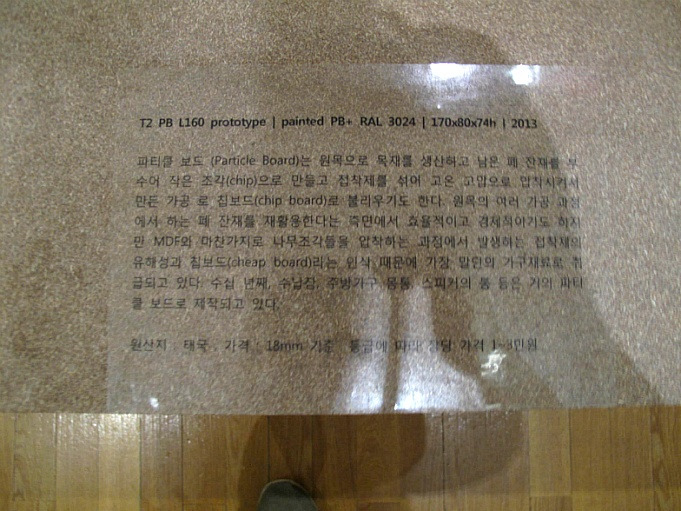 T2 PB L160 prototype | painted PB+ RAL 3024 | 170x80x74h | 2013
파티클 보드 (Particle Board)는 원목으로 목재를 생산하고 남은 폐 잔재를 부
수어 작은 조각(chip)으로 만들고 접착제를 섞어 고온 고압으로 압착시켜서
만든 가공 로 칩보드(chip board)로 불리우기도 한다. 원목의 여러 가공 과정
에서 하는 폐 잔재를 재활용한다는 측면에서 효율적이고 경제적이기도 하지
만 MDF와 마찬가지로 나무조각들을 압착하는 과정에서 발생하는 접착제의
유해성과 칩보드(cheap board)라는 인식 때문에 가장 말단의 가구재료로 취
급되고 있다. 수십 년째, 수납장, 주방가구 몸통, 스피커의 통 등은 거의 파티
클 보드로 제작되고 있다.
원산지 : 태국 , 가격 : 18mm 기준 등급에 따라 장당 가격 1~3만원